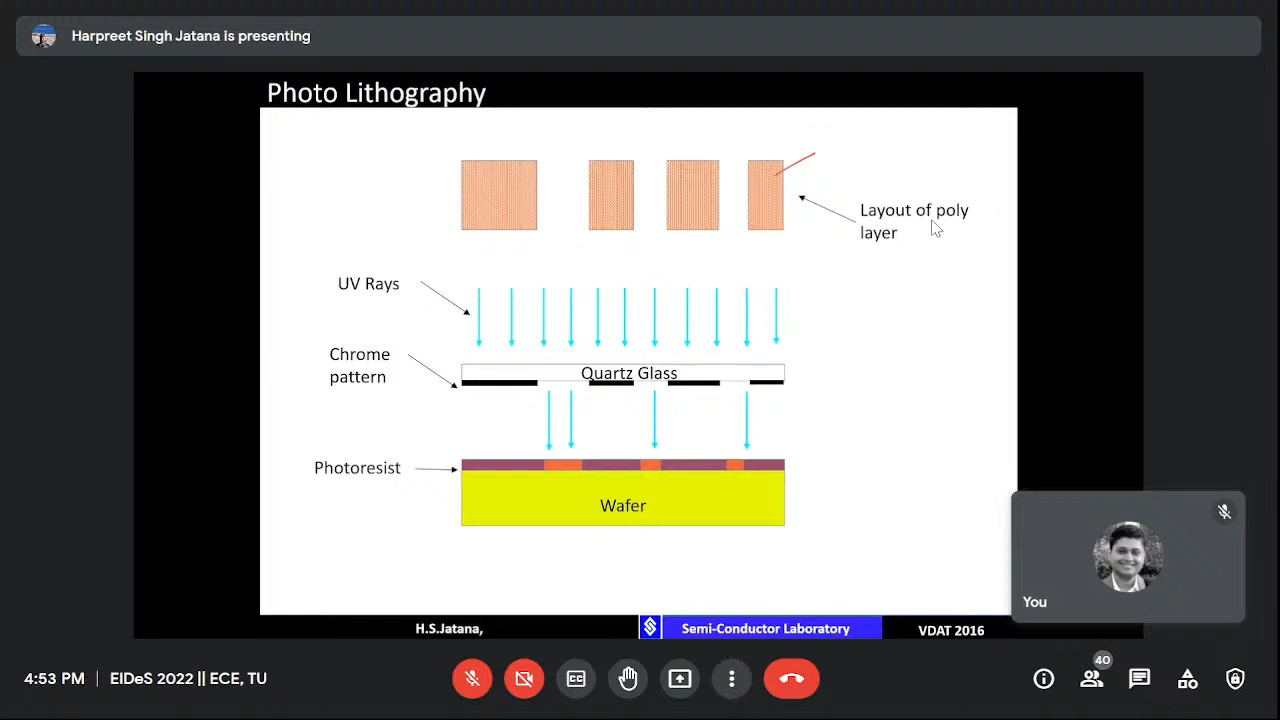 Harpreet Singh Jatana is presenting
Photo Lithography
Layout of poly
layer
UV Rays
Chrome
pattern
Quartz Glass
Photoresist
Wafer
You
H.S.Jatana,
Semi-Conductor Laboratory
VDAT 2016
4:53 PM | EIDeS 2022 || ECE, TU
CC
40